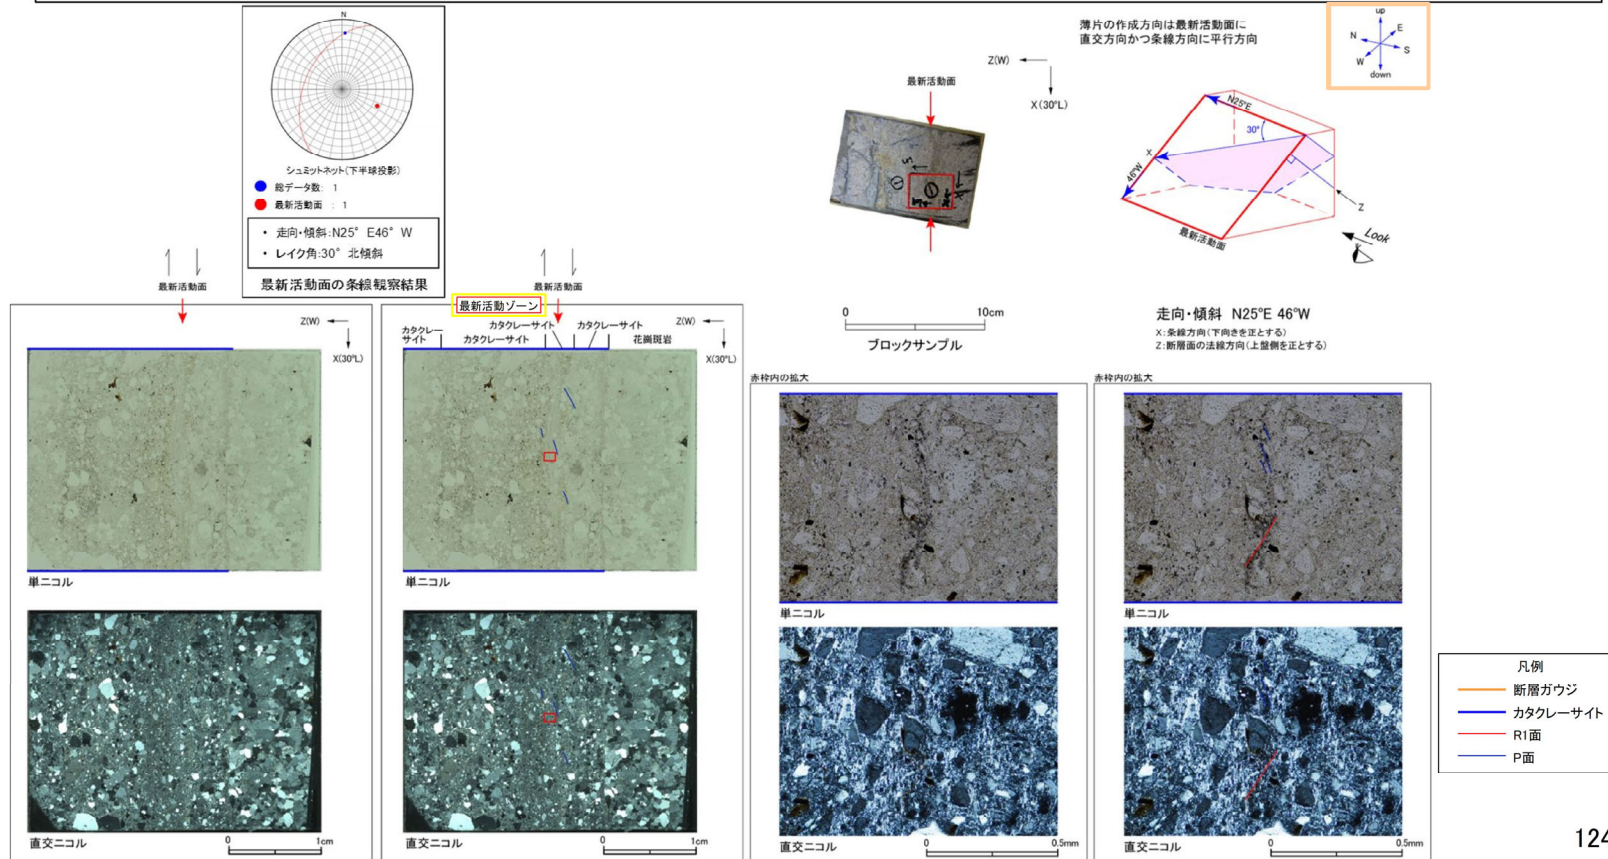 N
シュミットネット(下半球投影)
総データ数: 1
最新活動面 : 1
・ 走向・傾斜:N25° E46° W
・ レイク角:30° 北傾斜
最新活動面の条線観察結果
薄片の作成方向は最新活動面に
直交方向かつ条線方向に平行方向
up
N
E
W
S
down
Z(W)
X(30°L)
最新活動面
N25°E
30°
X
46°W
Z
最新活動面
Look
0
10cm
ブロックサンプル
走向・傾斜 N25°E 46°W
X:条線方向(下向きを正とする)
Z:断層面の法線方向(上盤側を正とする)
最新活動面
Z(W)
X(30°L)
単ニコル
直交ニコル
0
1cm
最新活動面
最新活動ゾーン
カタクレー
サイト
カタクレーサイト
カタクレーサイト
カタクレーサイト
花崗斑岩
Z(W)
X(30°L)
単ニコル
直交ニコル
0
1cm
赤枠内の拡大
単ニコル
直交ニコル
0
0.5mm
赤枠内の拡大
単ニコル
直交ニコル
0
0.5mm
凡例
断層ガウジ
カタクレーサイト
R1面
P面
124